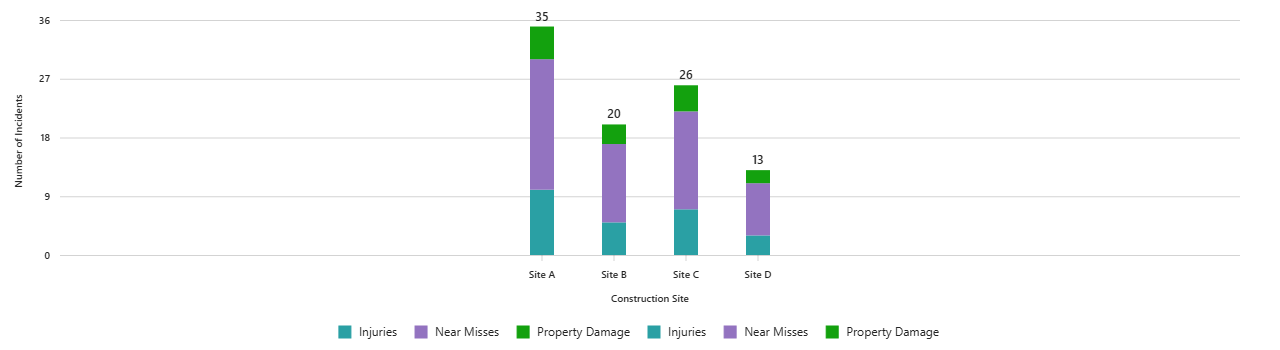 35
36
26
27
20
18
13
9
0
Number of Incidents
Site A Site B Site C Site D
Construction Site
Injuries Near Misses Property Damage Injuries Near Misses Property Damage